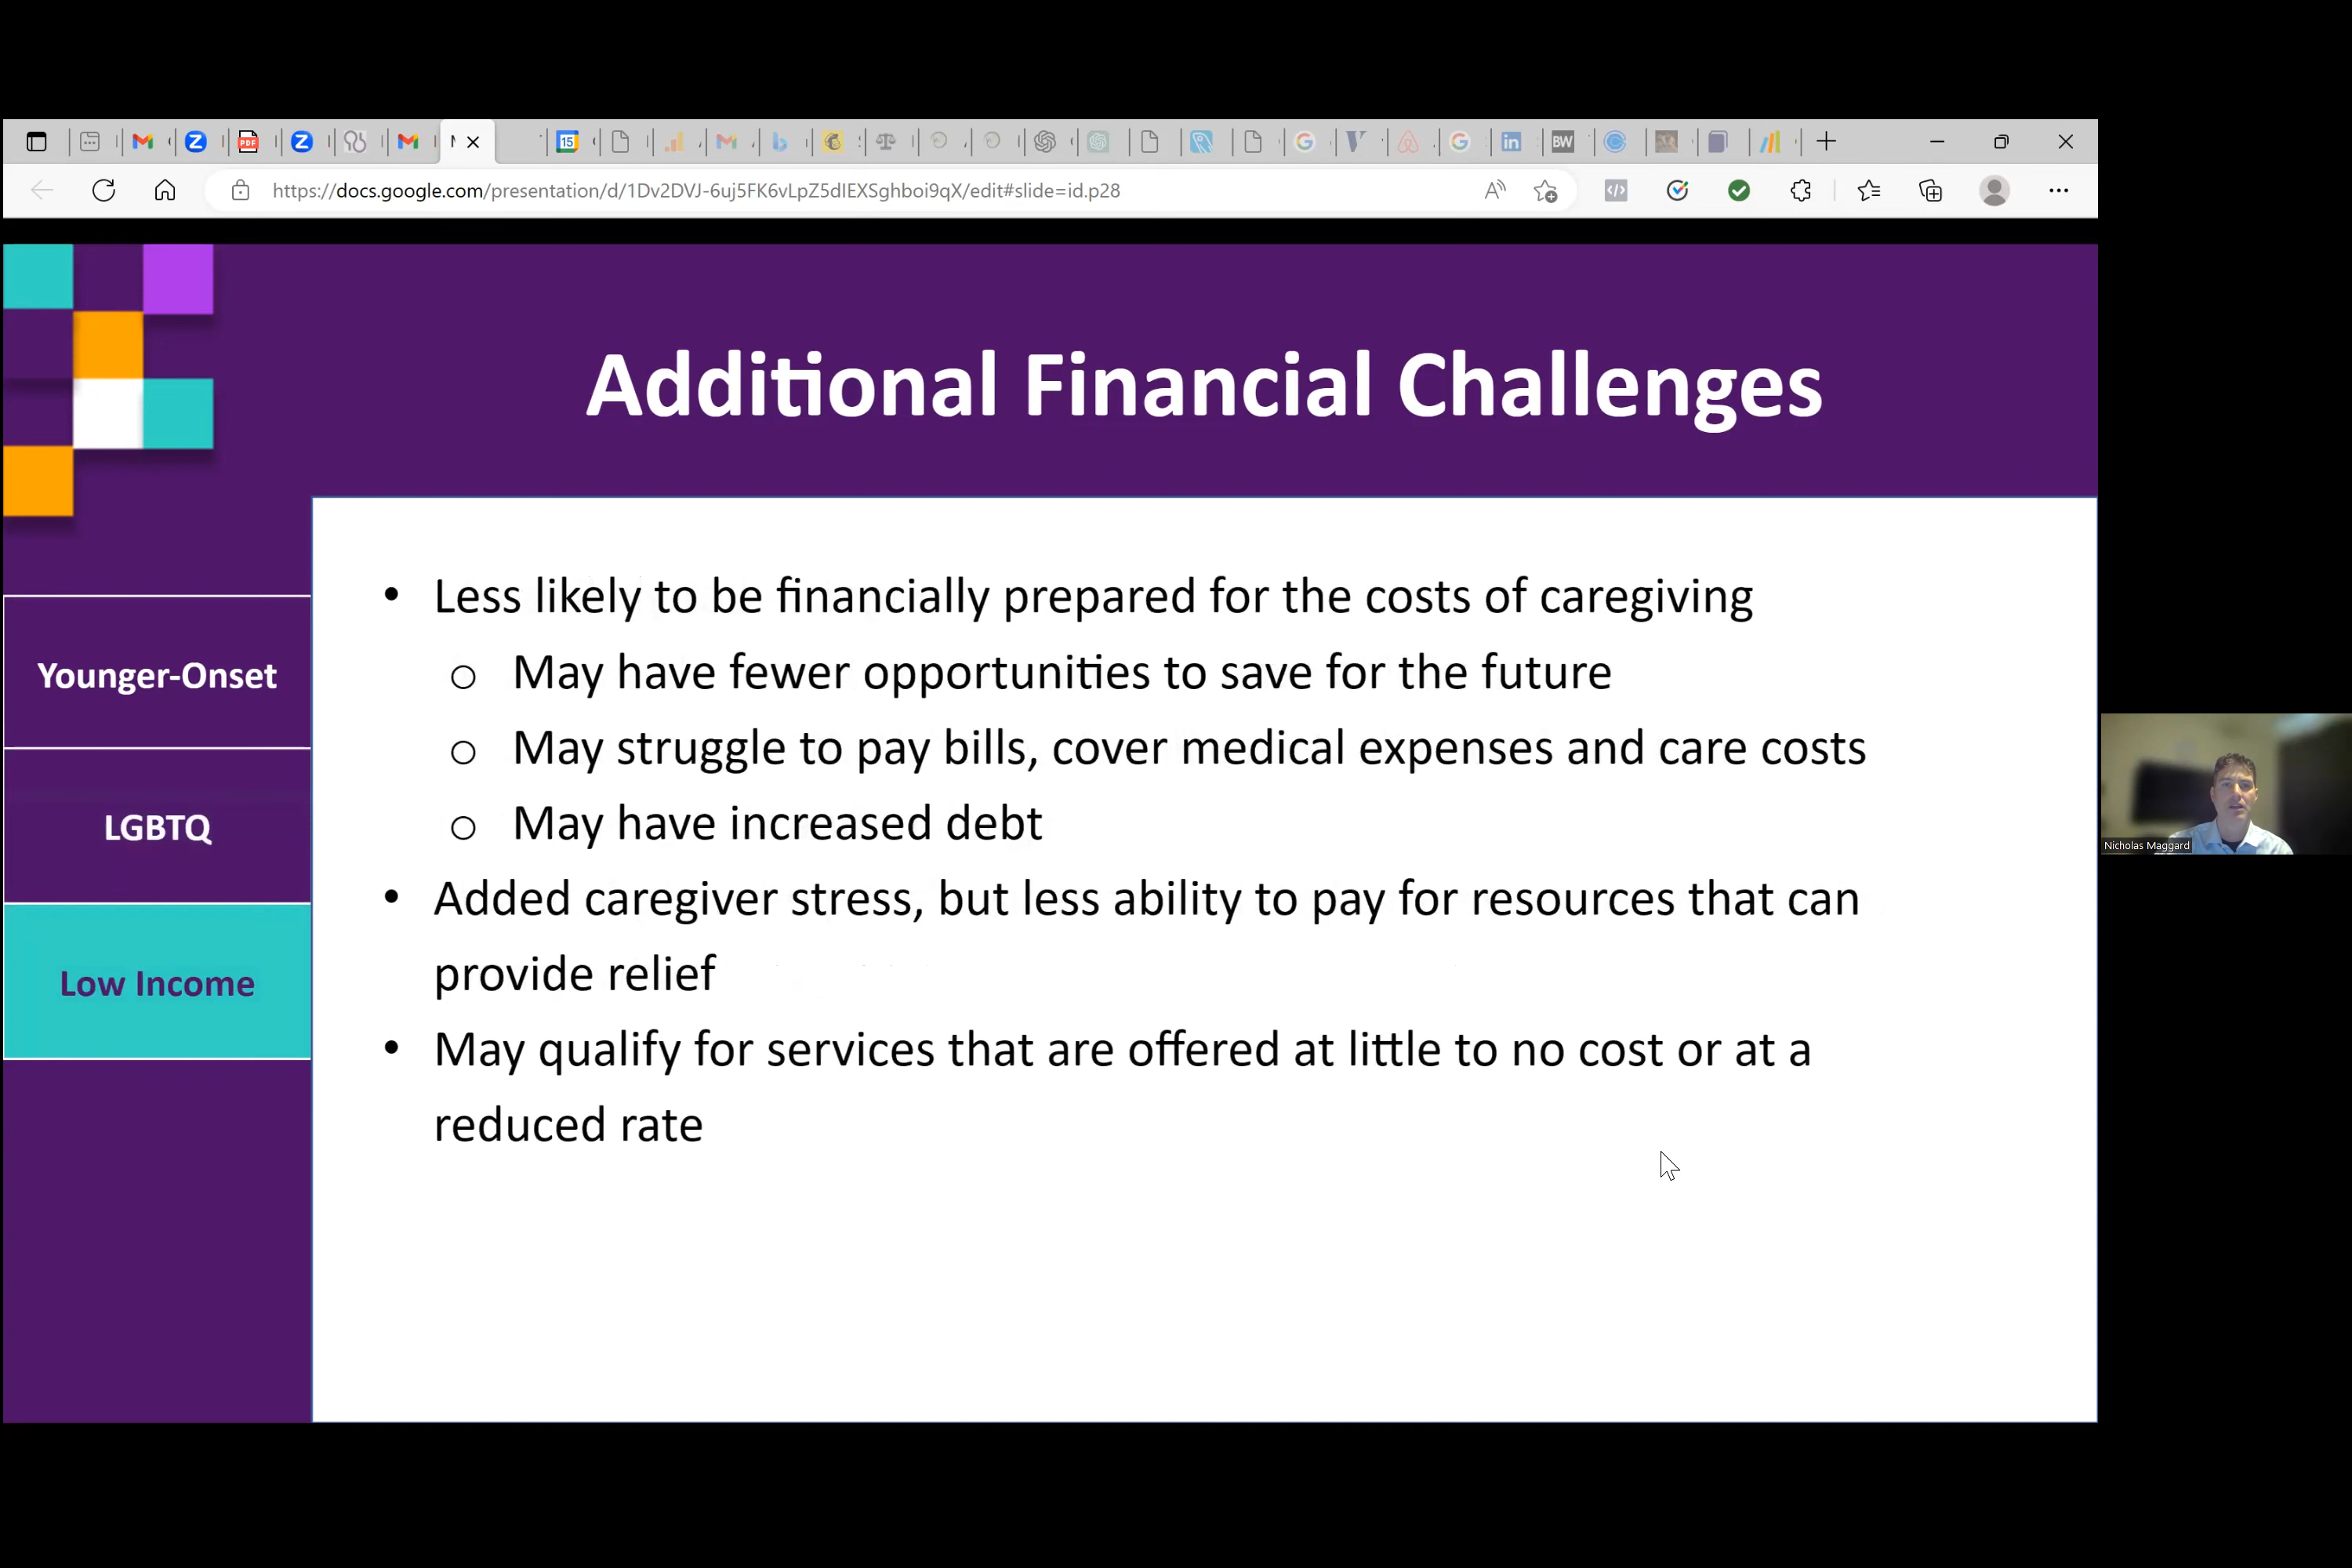 15
BW
https://docs.google.com/presentation/d/1Dv2DVJ-6uj5FK6vLpZ5dIEXSghboi9qX/edit#slide=id.p28
Additional Financial Challenges
Younger-Onset
LGBTQ
Low Income
• Less likely to be financially prepared for the costs of caregiving
o May have fewer opportunities to save for the future
o May struggle to pay bills, cover medical expenses and care costs
o May have increased debt
• Added caregiver stress, but less ability to pay for resources that can
provide relief
• May qualify for services that are offered at little to no cost or at a
reduced rate
Nicholas Maggard